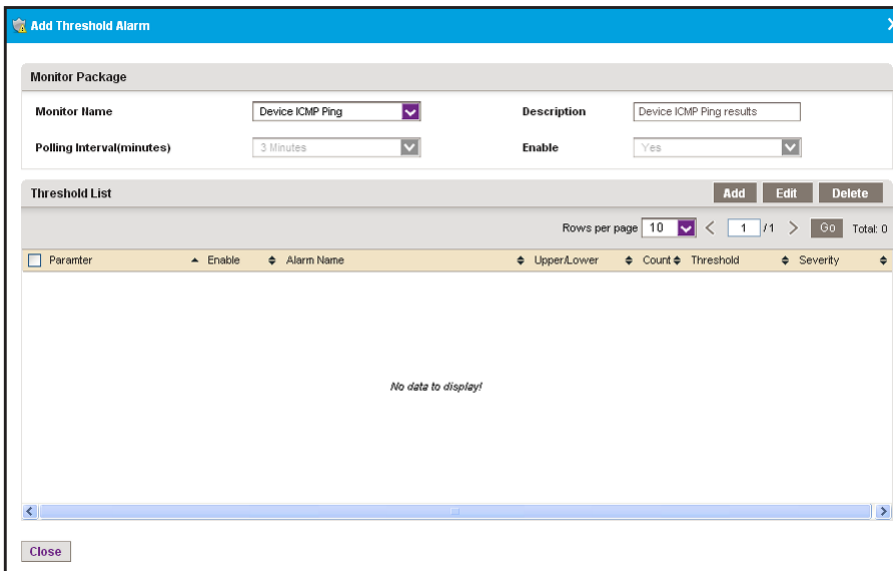 Add Threshold Alarm
Monitor Package
Monitor Name Device ICMP Ping Description Device ICMP Ping results
Polling Interval(minutes) 3 Minutes Enable Yes
Threshold List Add Edit Delete
Rows per page 10 < 1 /1 > Go Total: 0
Paramter Enable Alarm Name Upper/Lower Count Threshold Severity
No data to display!
Close